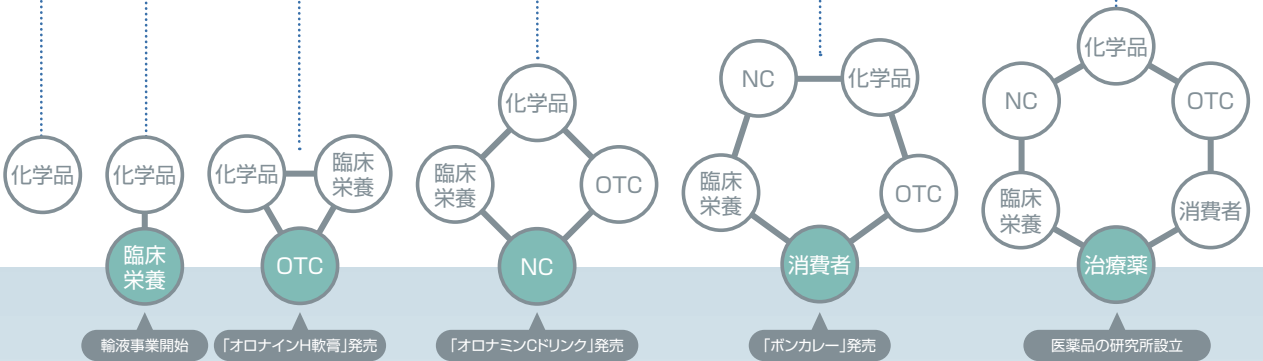 化学品
化学品
臨床
栄養
輸液事業開始
化学品
臨床
栄養
OTC
「オロナインH軟膏」発売
化学品
臨床
栄養
OTC
NC
「オロナミンCドリンク」発売
NC
化学品
臨床
栄養
OTC
消費者
「ボンカレー」発売
化学品
NC
OTC
臨床
栄養
消費者
治療薬
医薬品の研究所設立